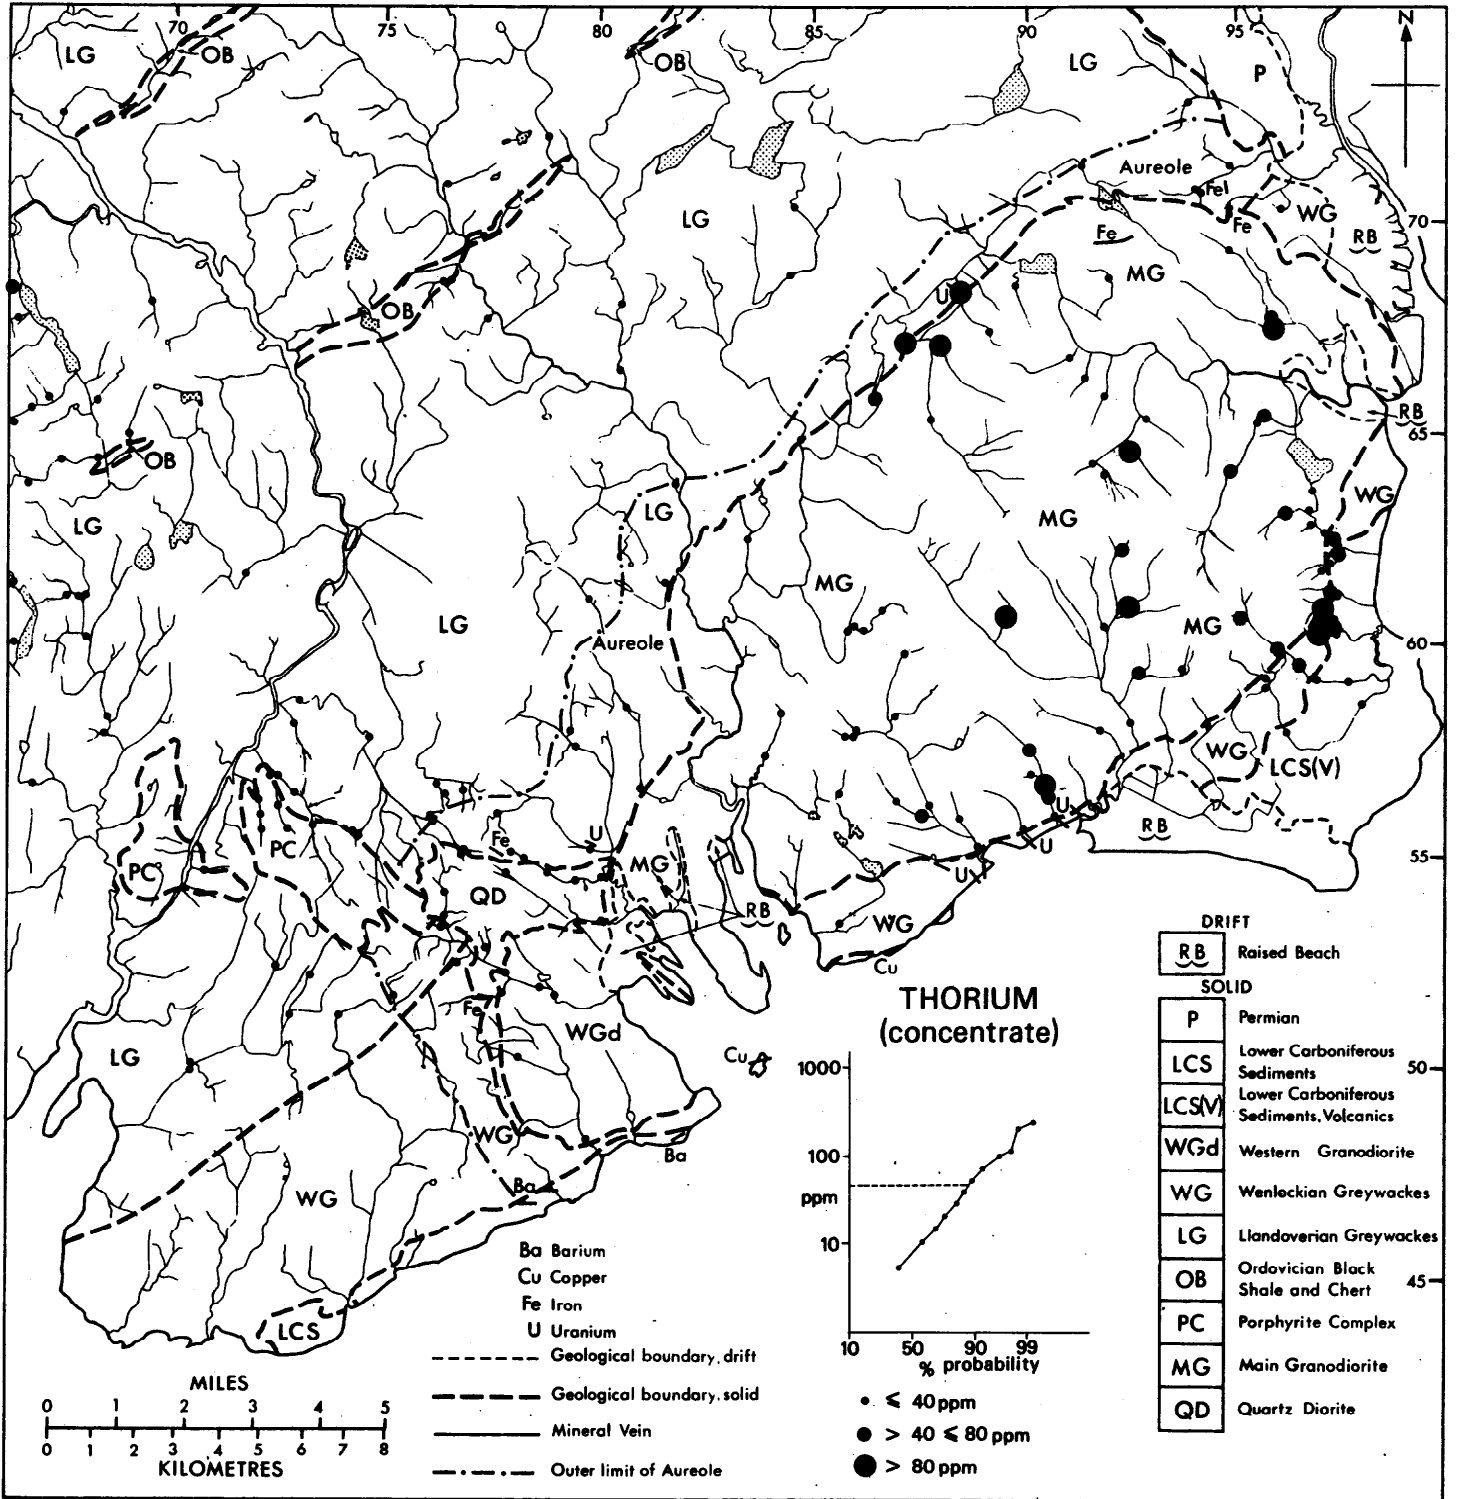 70 75 80 85 90 95 N
LG OB OB LG P
Aureole
FeI
LG WG
Fe RB 70
Fe
MG
U
OB
RB
65
OB
WG
LG LG MG
MG
LG MG
Aureole 60
WG
LCS(V)
U
Fe U RB
PC MG U 55
PC QD U
RB
WG
Cu
Fe WGd
LG Cu
WG
Ba
Ba
WG
LCS
THORIUM
(concentrate)
1000
100
ppm
10
10 50 90 99
% probability
≤ 40 ppm
> 40 ≤ 80 ppm
> 80 ppm
DRIFT
RB Raised Beach
SOLID
P Permian
LCS Lower Carboniferous
Sediments
50
LCS(V) Lower Carboniferous
Sediments, Volcanics
WGd Western Granodiorite
WG Wenlockian Greywackes
LG Llandoverian Greywackes
OB Ordovician Black
Shale and Chert
45
PC Porphyrite Complex
MG Main Granodiorite
QD Quartz Diorite
Ba Barium
Cu Copper
Fe Iron
U Uranium
Geological boundary, drift
Geological boundary, solid
Mineral Vein
Outer limit of Aureole
MILES
0 1 2 3 4 5
0 1 2 3 4 5 6 7 8
KILOMETRES